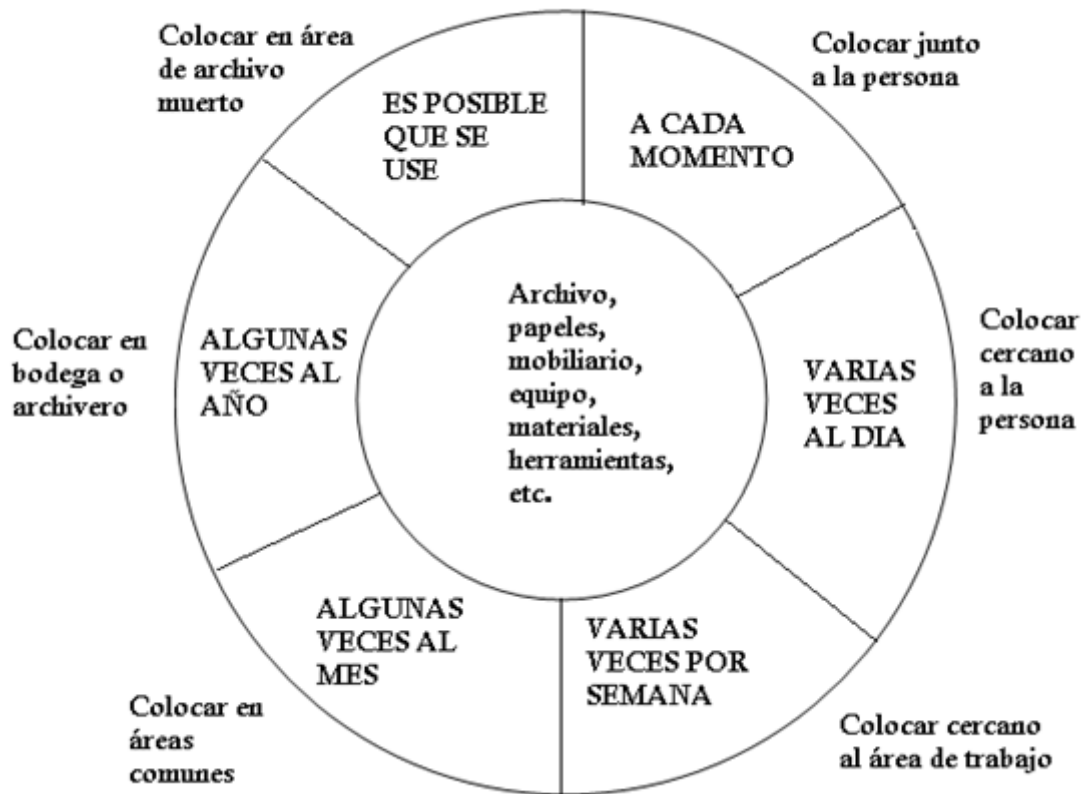 Colocar en área
de archivo
muerto
ES POSIBLE
QUE SE
USE
Colocar junto
a la persona
A CADA
MOMENTO
Colocar
cercano
a la
persona
VARIAS
VECES
AL DIA
Colocar cercano
al área de trabajo
VARIAS
VECES POR
SEMANA
Colocar en
áreas
comunes
ALGUNAS
VECES AL
MES
Colocar en
bodega o
archivero
ALGUNAS
VECES AL
AÑO
Archivo,
papeles,
mobiliario,
equipo,
materiales,
herramientas,
etc.